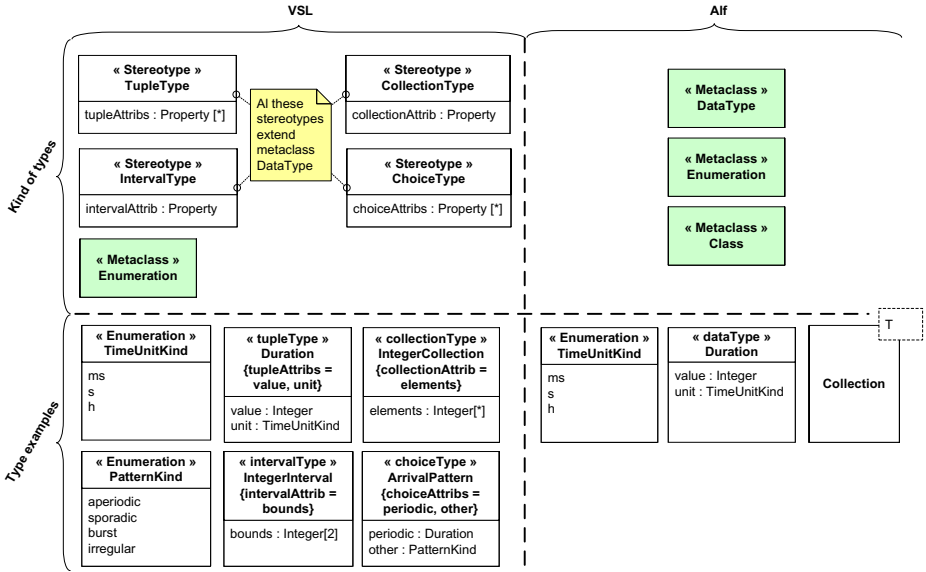 VSL
Alf
Kind of types
« Stereotype »
TupleType
tupleAttribs : Property [*]
Al these
stereotypes
extend
metaclass
DataType
« Stereotype »
CollectionType
collectionAttrib : Property
« Stereotype »
IntervalType
intervalAttrib : Property
« Stereotype »
ChoiceType
choiceAttribs : Property [*]
« Metaclass »
Enumeration
« Metaclass »
DataType
« Metaclass »
Enumeration
« Metaclass »
Class
Type examples
« Enumeration »
TimeUnitKind
ms
s
h
« tupleType »
Duration
{tupleAttribs =
value, unit}
value : Integer
unit : TimeUnitKind
« collectionType »
IntegerCollection
{collectionAttrib =
elements}
elements : Integer[*]
« Enumeration »
PatternKind
aperiodic
sporadic
burst
irregular
« intervalType »
IntegerInterval
{intervalAttrib =
bounds}
bounds : Integer[2]
« choiceType »
ArrivalPattern
{choiceAttribs =
periodic, other}
periodic : Duration
other : PatternKind
« Enumeration »
TimeUnitKind
ms
s
h
« dataType »
Duration
value : Integer
unit : TimeUnitKind
T
Collection